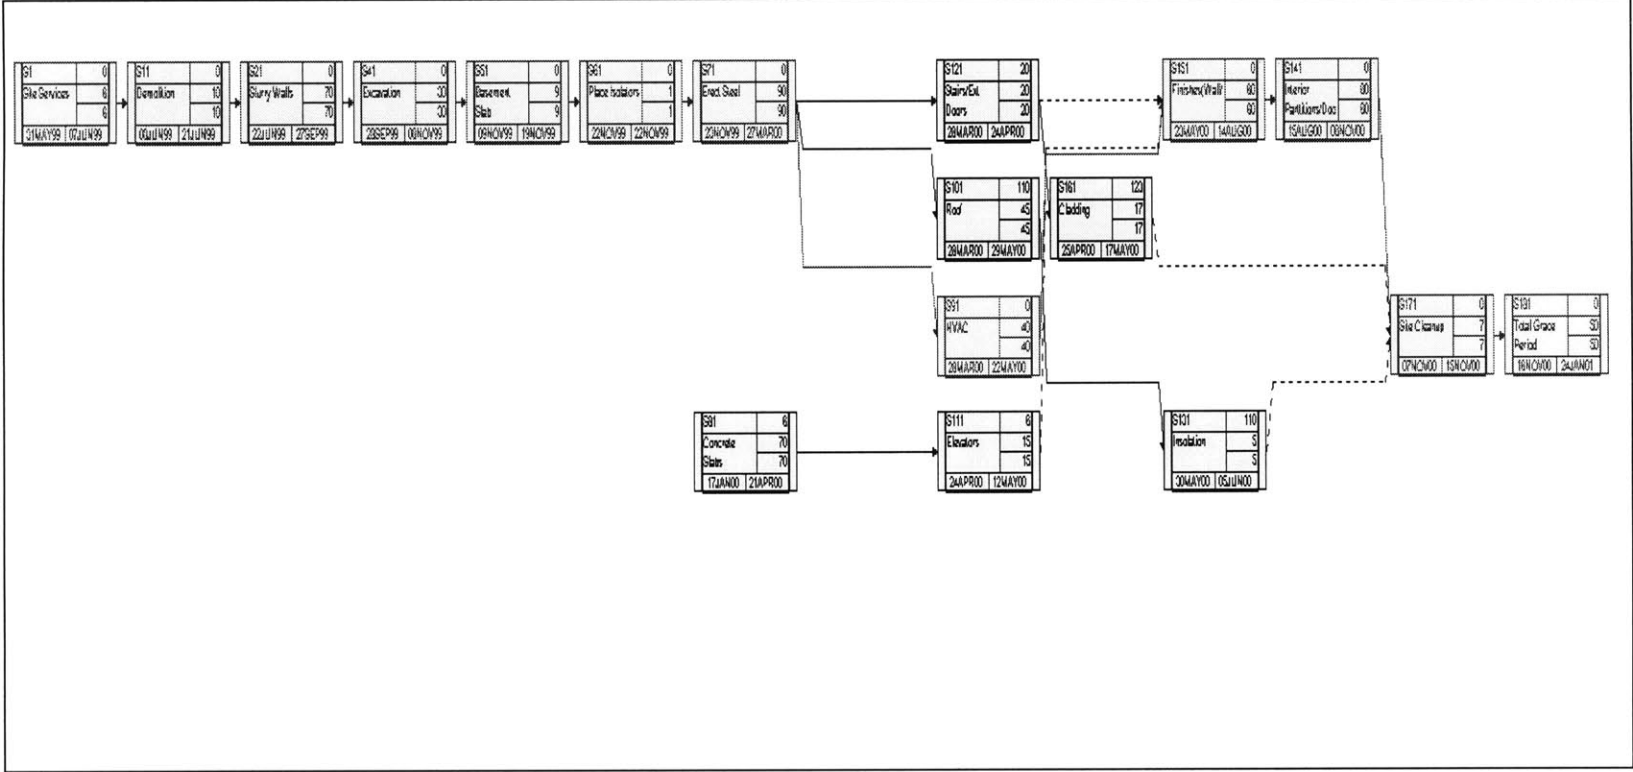 S1 0
Site Services 6
6
31MAY99 07JUN99
S11 0
Demolition 10
10
08JUN99 21JUN99
S21 0
Slurry Walls 70
70
22JUN99 27SEP99
S41 0
Excavation 30
30
28SEP99 08NOV99
S51 0
Basement 9
Slab 9
09NOV99 19NOV99
S61 0
Place Isolators 1
1
22NOV99 22NOV99
S71 0
Erect Steel 90
90
23NOV99 27MAR00
S121 20
Stairs/Ext. 20
Doors 20
28MAR00 24APR00
S151 0
Finishes(Wall/ 60
60
23MAY00 14AUG00
S141 0
Interior
Partitions/Doo
15AUG00
S101 110
Roof 45
45
28MAR00 29MAY00
S161 123
Cladding 17
17
25APR00 17MAY00
S91 0
HVAC 40
40
28MAR00 22MAY00
S171 0
Site Cleanup 7
7
07NOV00 15NOV00
0
Total Grace 50
Period 50
16NOV00 24JAN01
S81 6
Concrete 70
Slabs 70
17JAN00 21APR00
S111 6
Elevators 15
15
24APR00 12MAY00
S131 110
Insolation 5
5
30MAY00 05JUN00